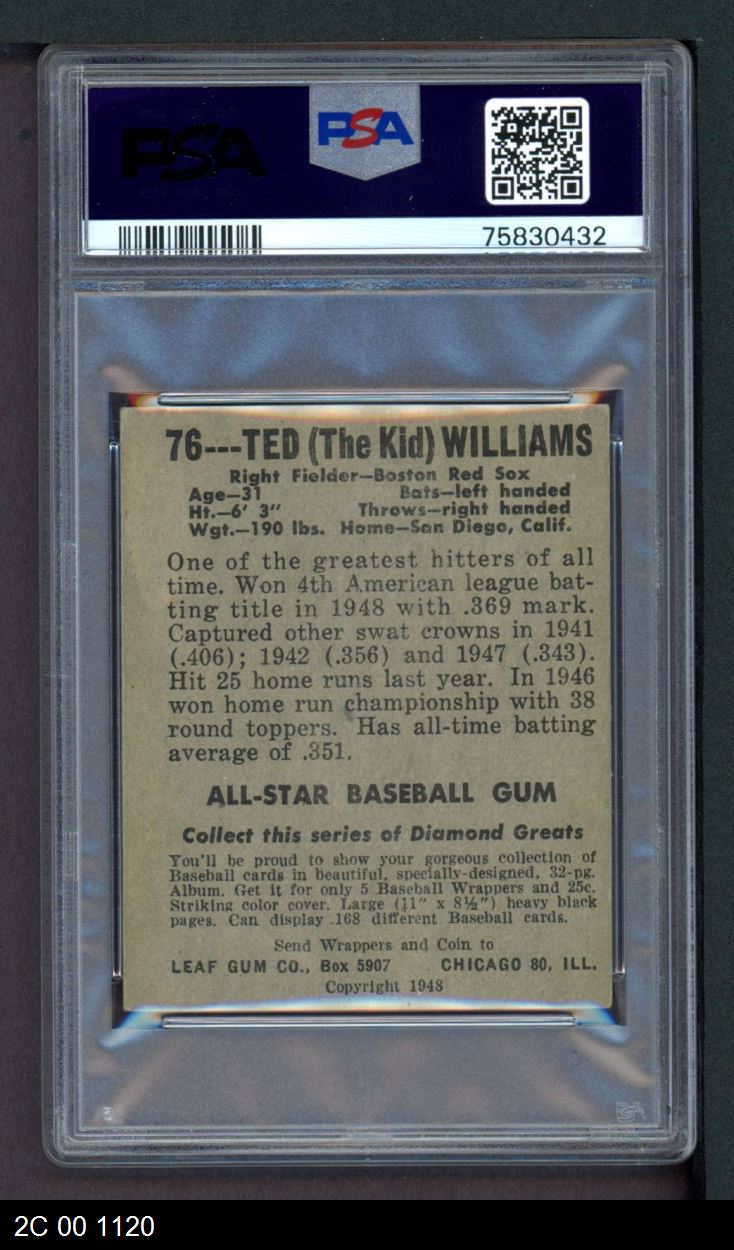 PSA
PSA
75830432
76---TED (The Kid) WILLIAMS
Right Fielder—Boston Red Sox
Age—31 Bats—left handed
Ht.—6' 3" Throws—right handed
Wgt.—190 lbs. Home—San Diego, Calif.
One of the greatest hitters of all
time. Won 4th American league bat-
ting title in 1948 with .369 mark.
Captured other swat crowns in 1941
(.406); 1942 (.356) and 1947 (.343).
Hit 25 home runs last year. In 1946
won home run championship with 38
round toppers. Has all-time batting
average of .351.
ALL-STAR BASEBALL GUM
Collect this series of Diamond Greats
You'll be proud to show your gorgeous collection of
Baseball cards in beautiful, specially-designed, 32-pg.
Album. Get it for only 5 Baseball Wrappers and 25c.
Striking color cover. Large (11" x 8½") heavy black
pages. Can display .168 different Baseball cards.
Send Wrappers and Coin to
LEAF GUM CO., Box 5907 CHICAGO 80, ILL.
Copyright 1948
PSA
2C 00 1120